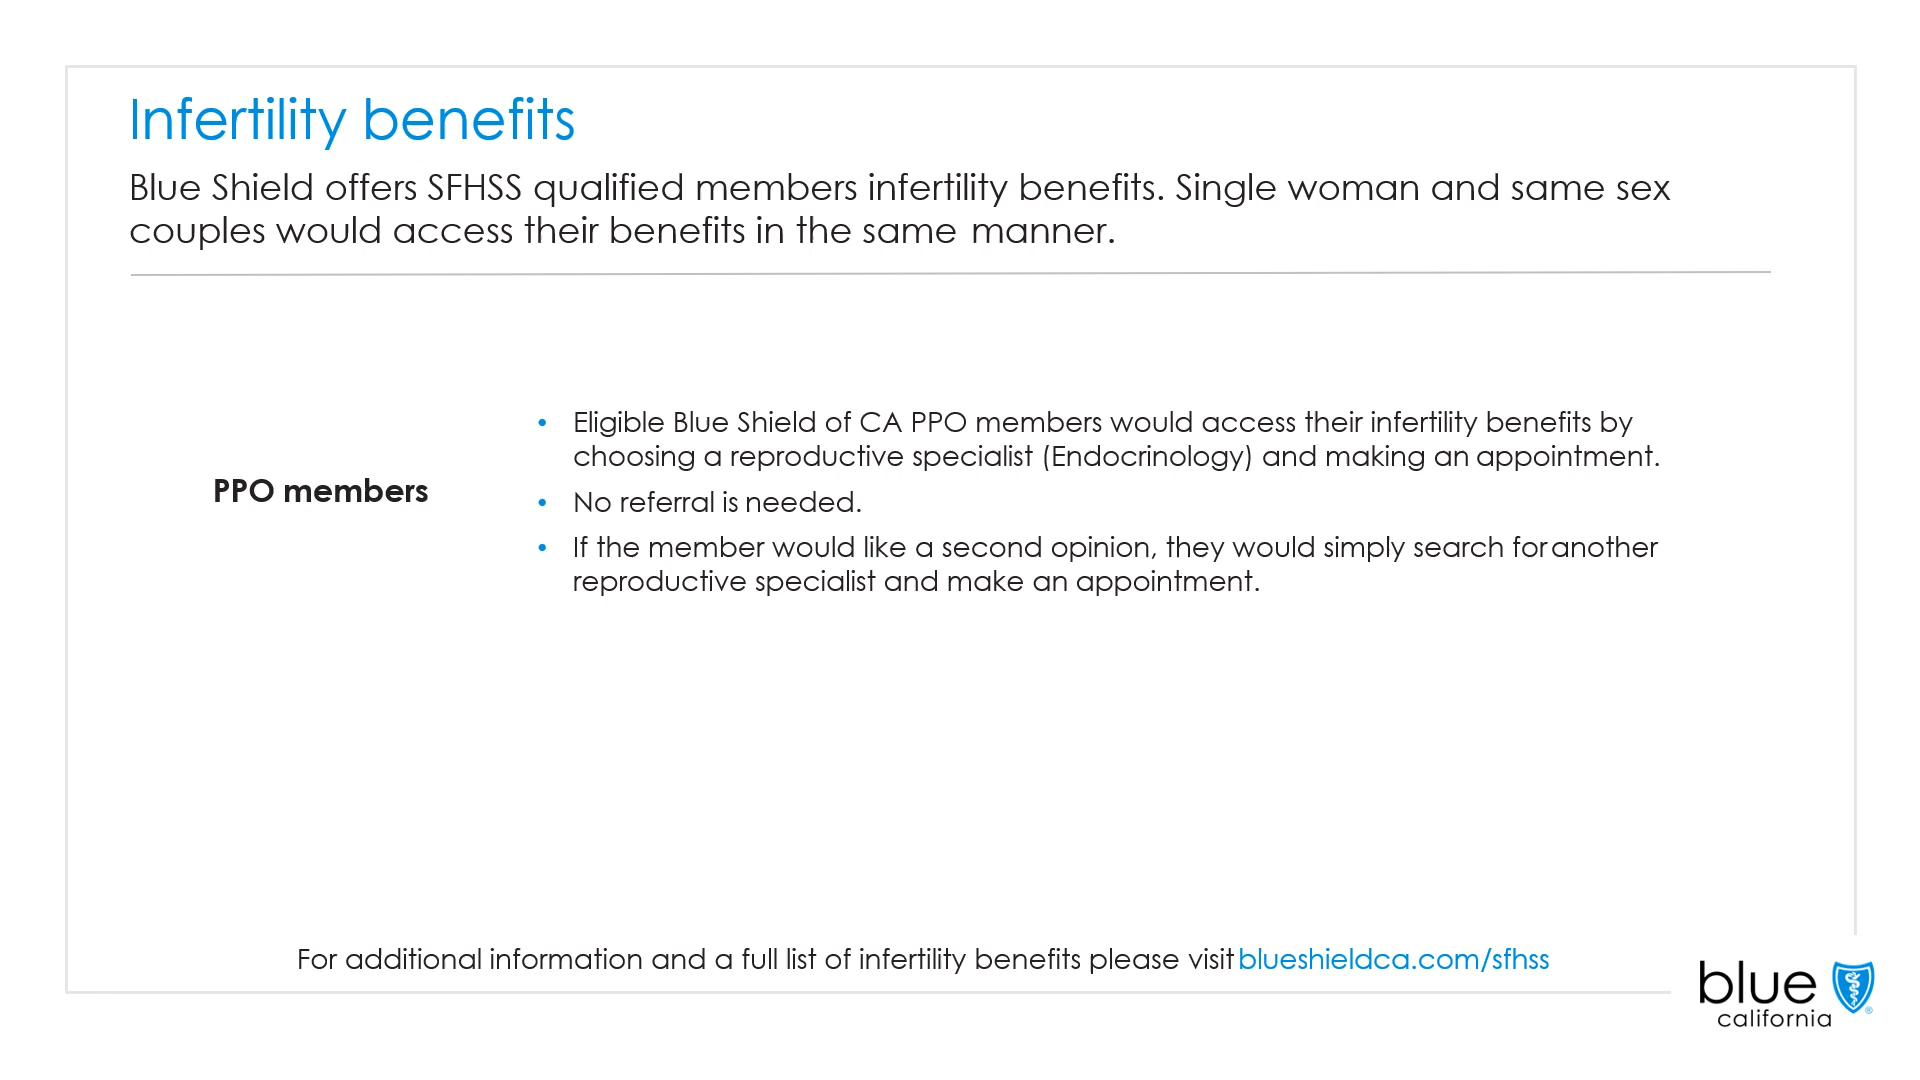 Infertility benefits
Blue Shield offers SFHSS qualified members infertility benefits. Single woman and same sex
couples would access their benefits in the same manner.
PPO members
• Eligible Blue Shield of CA PPO members would access their infertility benefits by
choosing a reproductive specialist (Endocrinology) and making an appointment.
• No referral is needed.
• If the member would like a second opinion, they would simply search for another
reproductive specialist and make an appointment.
For additional information and a full list of infertility benefits please visit blueshieldca.com/sfhss
blue
california
®